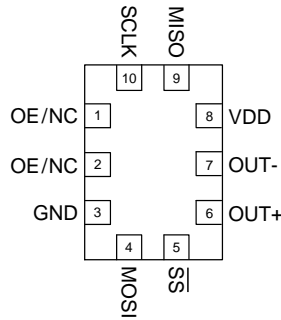 SCLK MISO
10 9
OE/NC 1 8 VDD
OE/NC 2 7 OUT-
GND 3 6 OUT+
4 5
MOSI SS